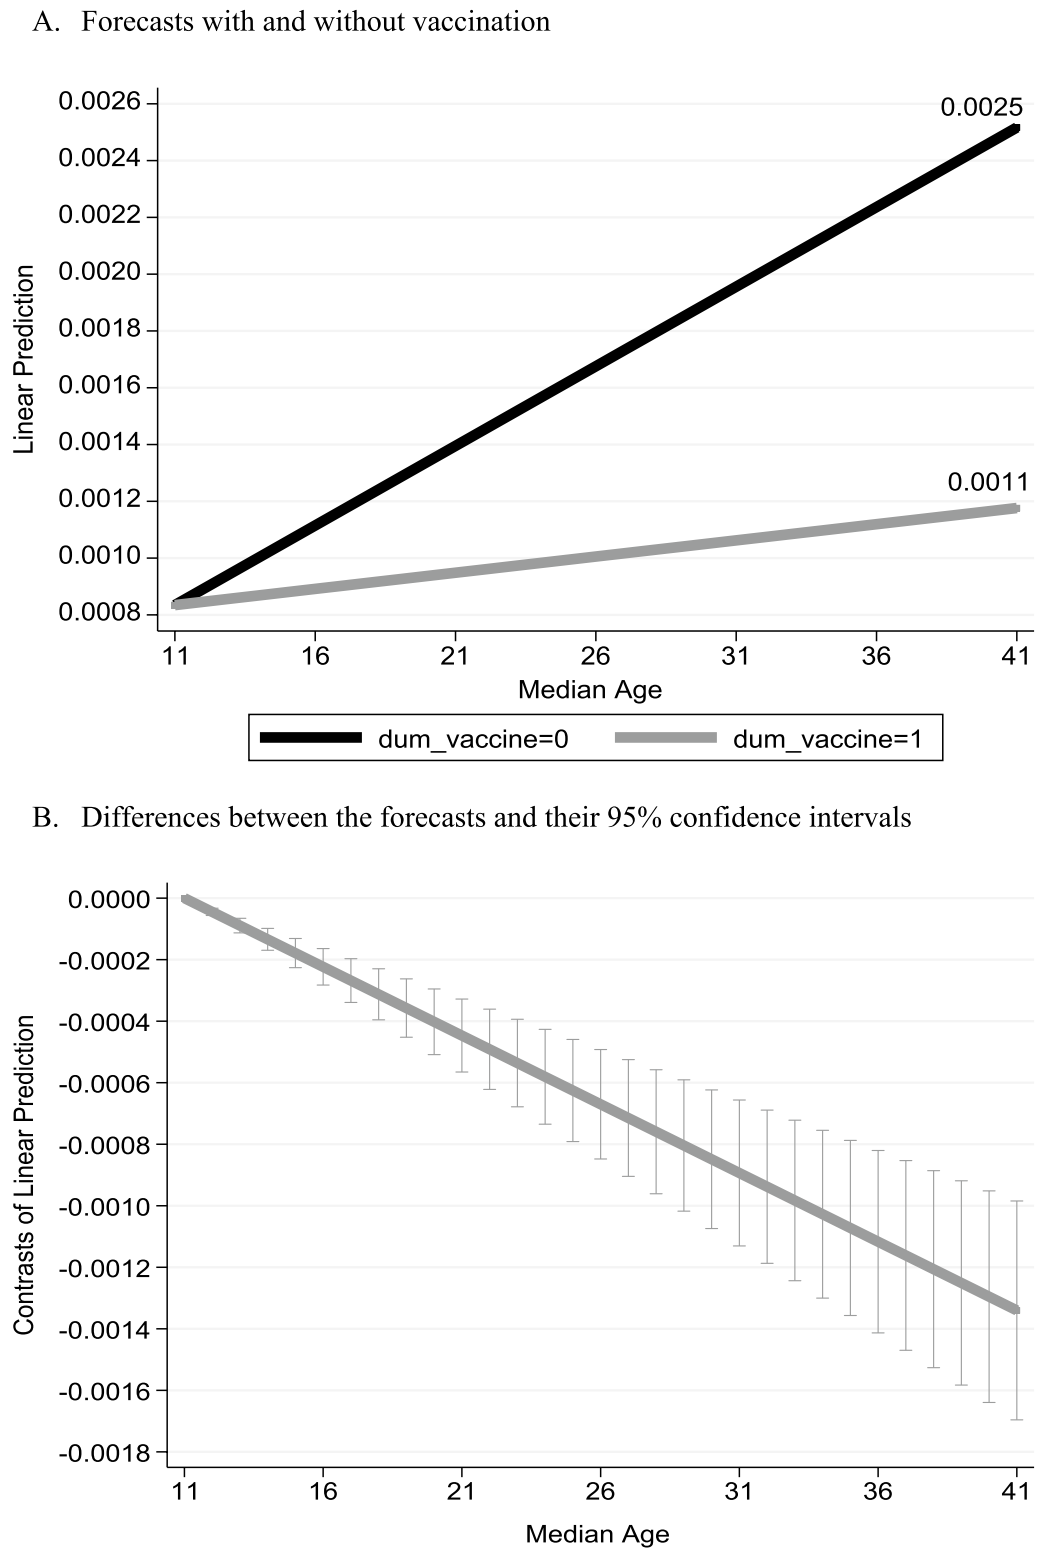 A. Forecasts with and without vaccination
0.0026
0.0025
0.0024
0.0022
0.0020
0.0018
0.0016
0.0014
0.0012
0.0011
0.0010
0.0008
Linear Prediction
11 16 21 26 31 36 41
Median Age
dum_vaccine=0 dum_vaccine=1
B. Differences between the forecasts and their 95% confidence intervals
0.0000
-0.0002
-0.0004
-0.0006
-0.0008
-0.0010
-0.0012
-0.0014
-0.0016
-0.0018
Contrasts of Linear Prediction
11 16 21 26 31 36 41
Median Age